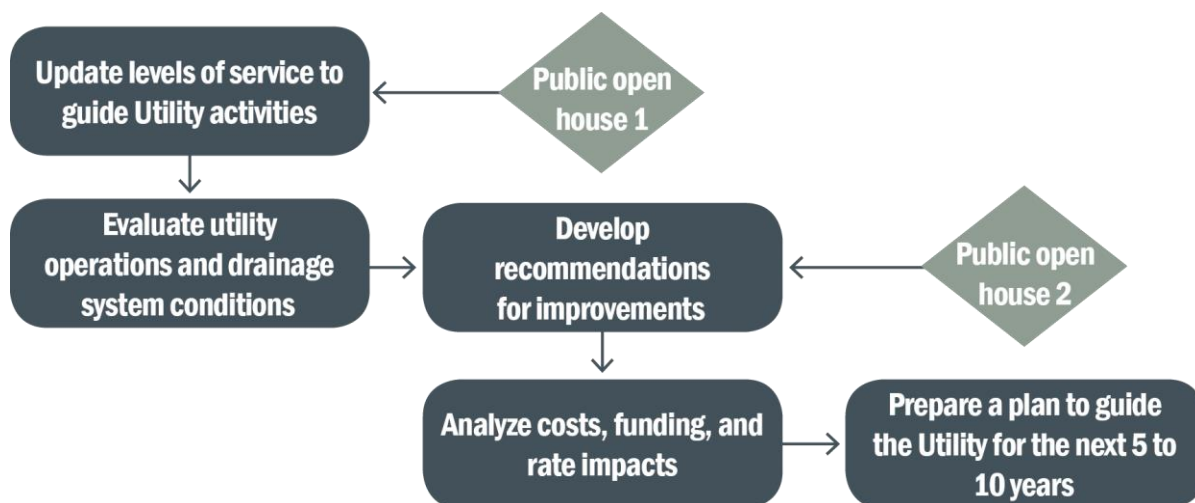 Update levels of service to
guide Utility activities
Public open
house 1
Evaluate utility
operations and drainage
system conditions
Develop
recommendations
for improvements
Public open
house 2
Analyze costs, funding, and
rate impacts
Prepare a plan to guide
the Utility for the next 5 to
10 years